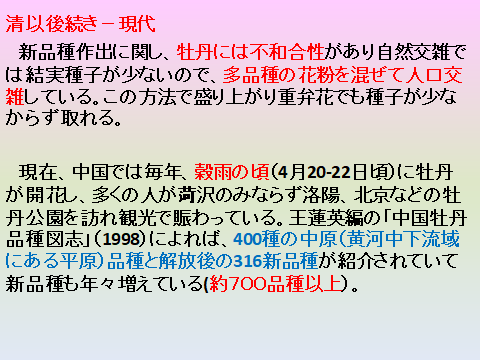 清以後続き－現代
新品種作出に関し、牡丹には不和合性があり自然交雑で
は結実種子が少ないので、多品種の花粉を混ぜて人口交
雑している。この方法で盛り上がり重弁花でも種子が少な
からず取れる。
現在、中国では毎年、穀雨の頃（4月20-22日頃）に牡丹
が開花し、多くの人が菏沢のみならず洛陽、北京などの牡
丹公園を訪れ観光で賑わっている。王蓮英編の「中国牡丹
品種図志」（1998）によれば、400種の中原（黄河中下流域
にある平原）品種と解放後の316新品種が紹介されていて
新品種も年々増えている(約７００品種以上）。